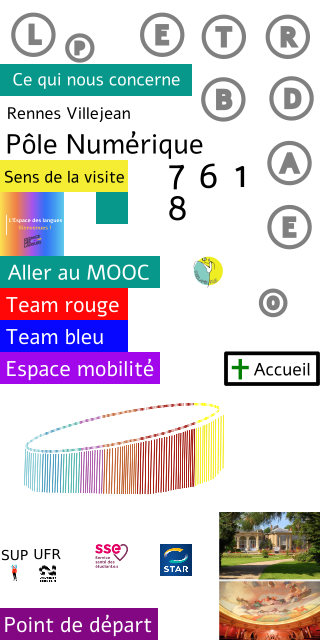 L P E T R
Ce qui nous concerne
B D
Rennes Villejean
Pôle Numérique
A
Sens de la visite
7 6 1
8
L'Espace des langues
Bienvenues !
E
Aller au MOOC
O
Team rouge
Team bleu
Espace mobilité
Accueil
sse
Service
santé des
étudiant·e·s
SUP UFR
STAR
Point de départ